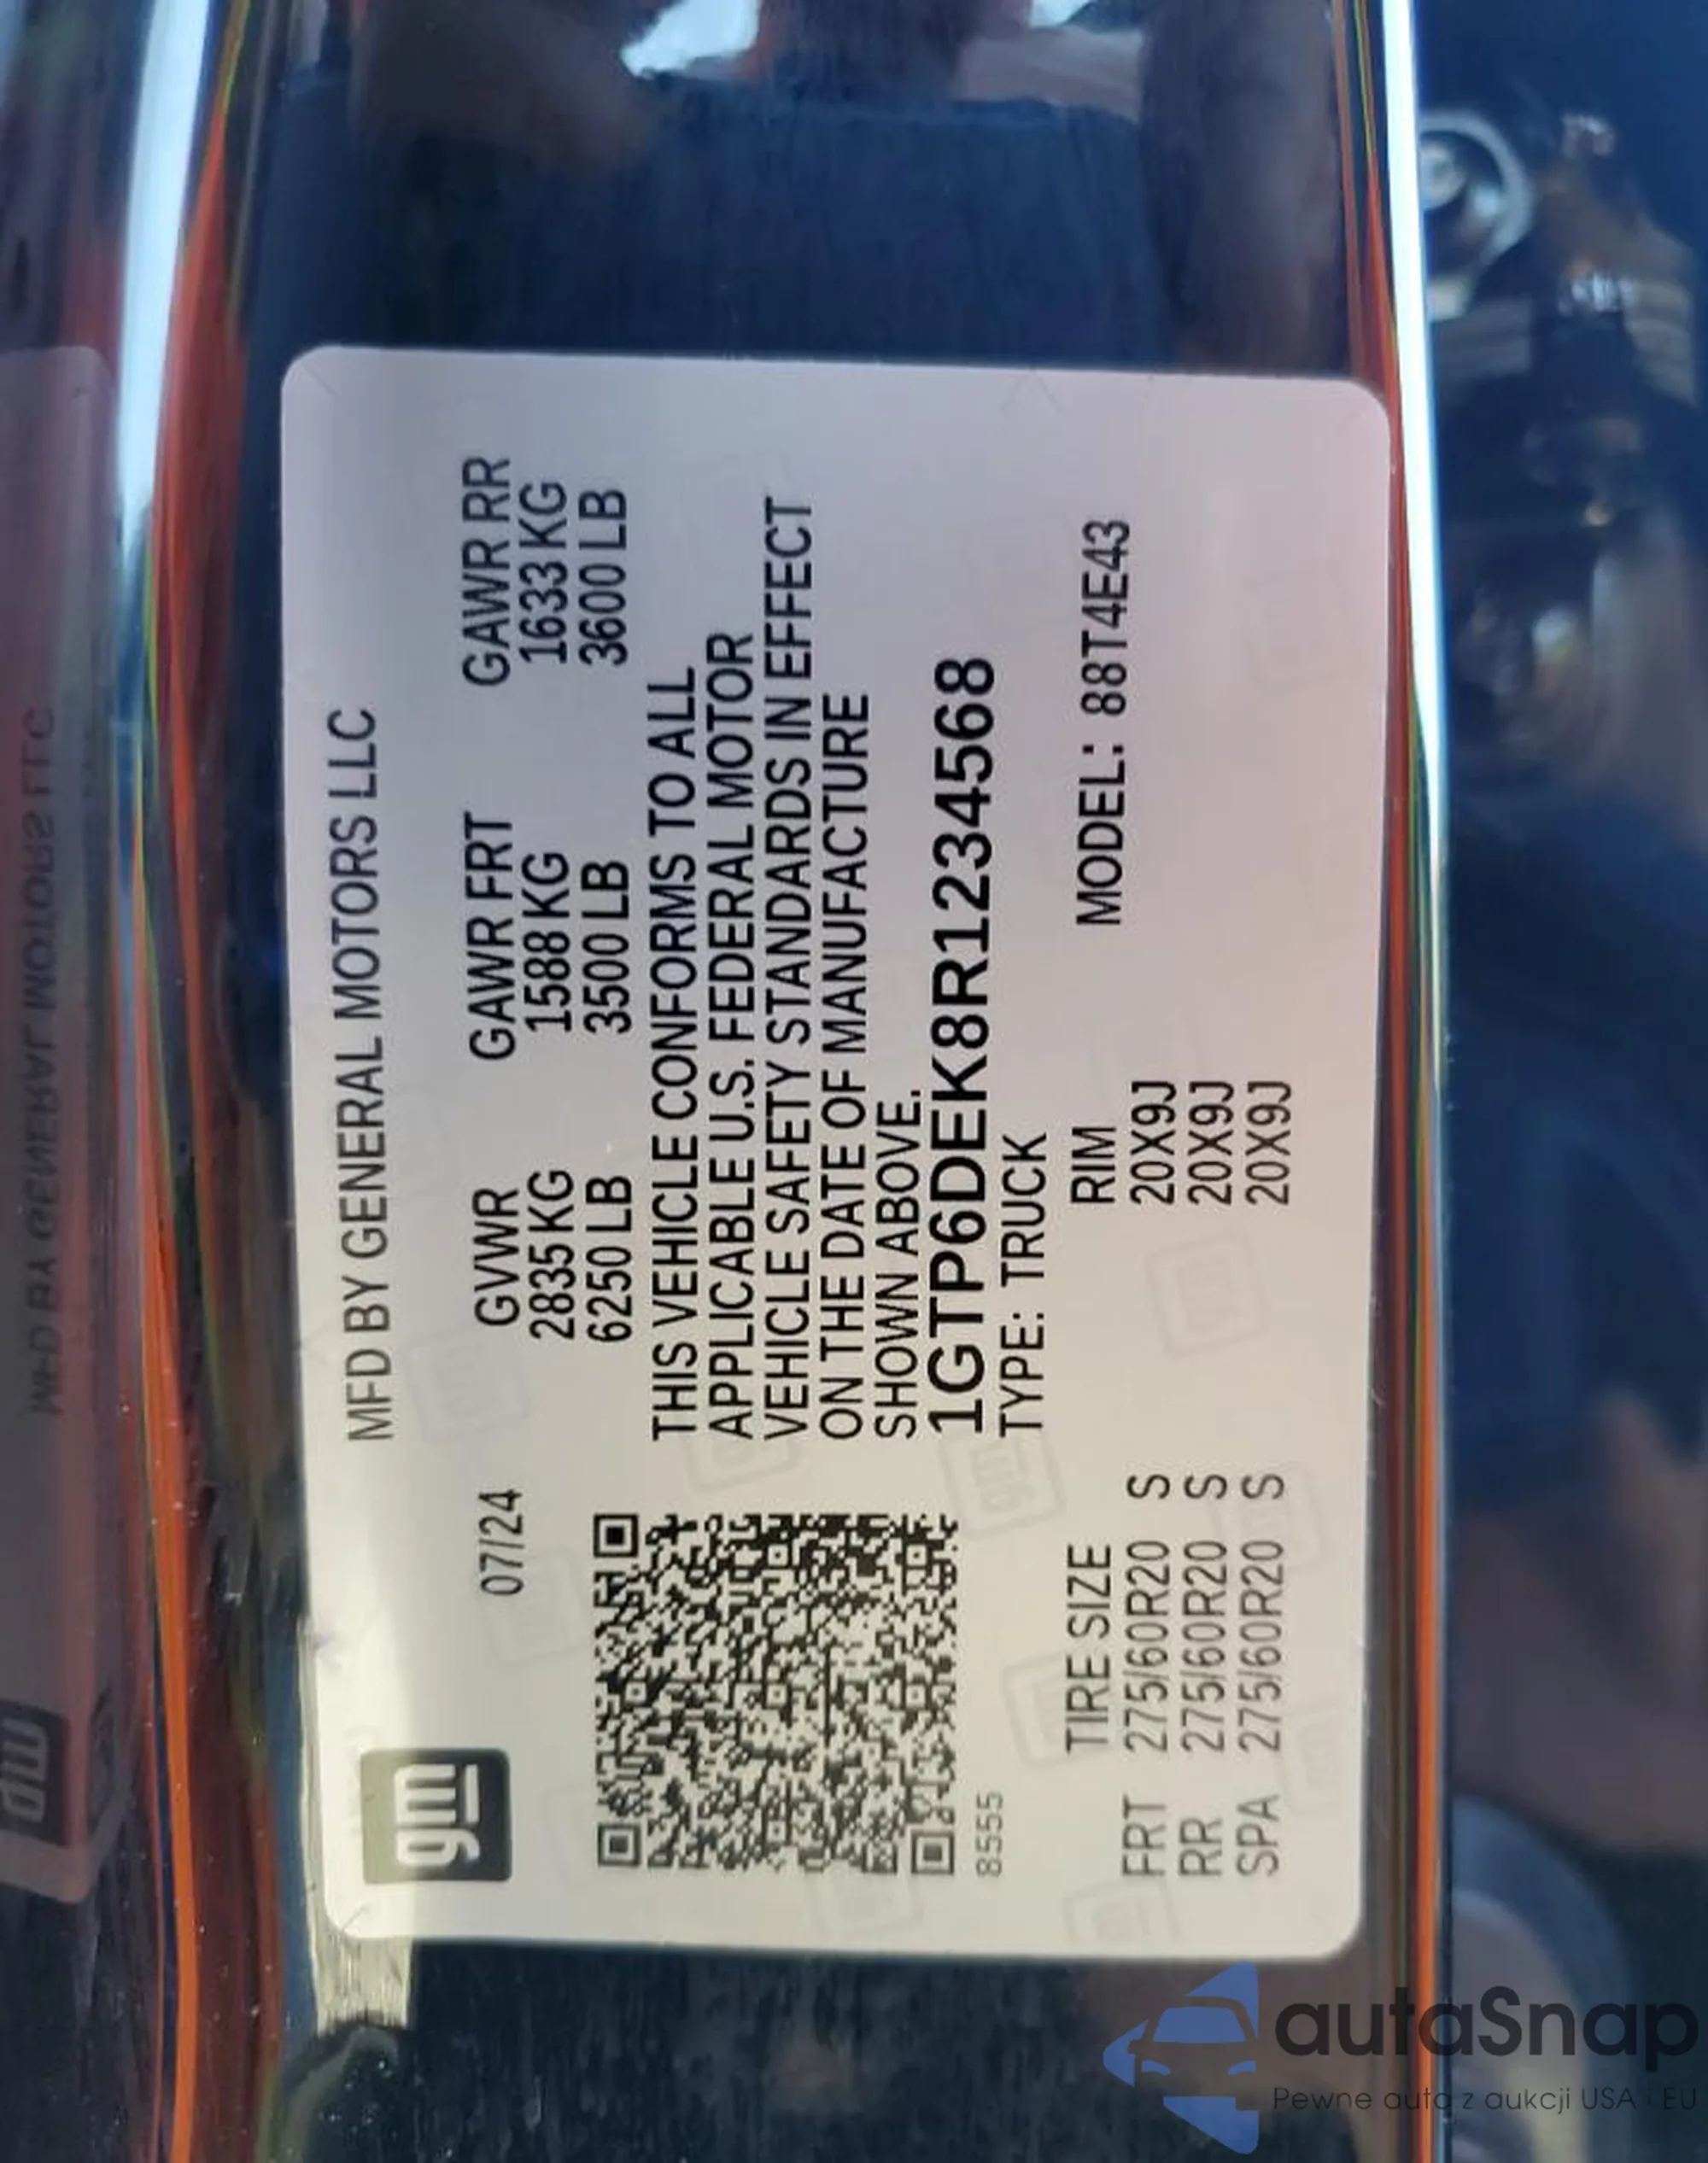 MFD BY GENERAL MOTORS LLC
gm
07/24
GVWR GAWR FRT GAWR RR
2835 KG 1588 KG 1633 KG
6250 LB 3500 LB 3600 LB
THIS VEHICLE CONFORMS TO ALL
APPLICABLE U.S. FEDERAL MOTOR
VEHICLE SAFETY STANDARDS IN EFFECT
ON THE DATE OF MANUFACTURE
SHOWN ABOVE.
1GTP6DEK8R1234568
8555
TYPE: TRUCK
TIRE SIZE RIM MODEL: 88T4E43
FRT 275/60R20 S 20X9J
RR 275/60R20 S 20X9J
SPA 275/60R20 S 20X9J
autaSnap
Pewne auta z aukcji USA i EU